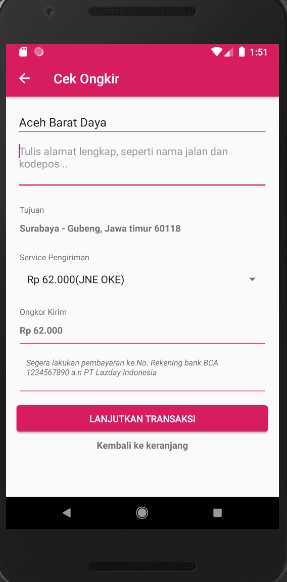 1:51
Cek Ongkir
Aceh Barat Daya
Tulis alamat lengkap, seperti nama jalan dan
kodepos ..
Tujuan
Surabaya - Gubeng, Jawa timur 60118
Service Pengiriman
Rp 62.000(JNE OKE)
Ongkor Kirim
Rp 62.000
Segera lakukan pembayaran ke No. Rekening bank BCA
1234567890 a.n PT Lazday Indonesia
LANJUTKAN TRANSAKSI
Kembali ke keranjang